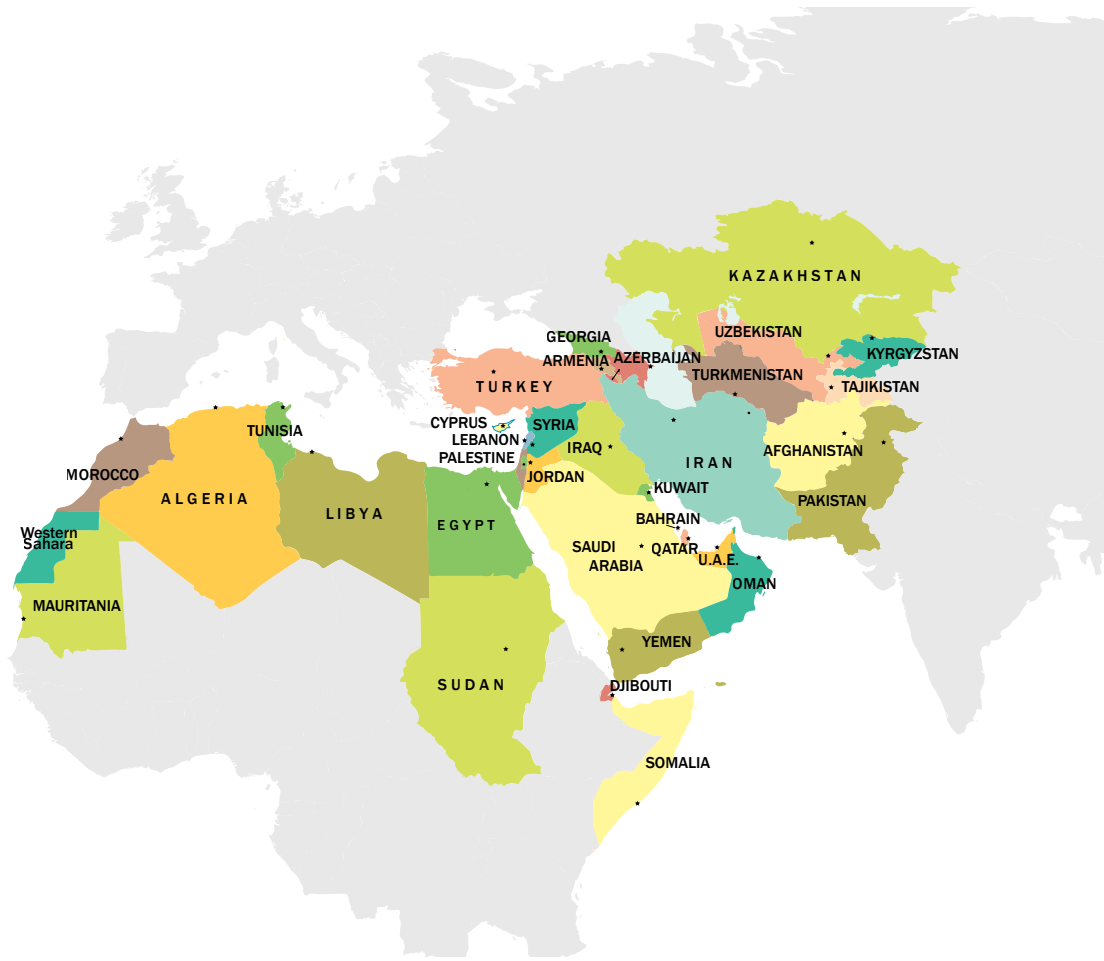 KAZAKHSTAN
UZBEKISTAN
GEORGIA
KYRGYZSTAN
ARMENIA
AZERBAIJAN
TURKMENISTAN
TURKEY
TAJIKISTAN
CYPRUS
SYRIA
TUNISIA
LEBANON
IRAQ
AFGHANISTAN
PALESTINE
IRAN
MOROCCO
JORDAN
KUWAIT
ALGERIA
PAKISTAN
LIBYA
BAHRAIN
EGYPT
Western
Sahara
SAUDI
ARABIA
QATAR
U.A.E.
OMAN
MAURITANIA
YEMEN
SUDAN
DJIBOUTI
SOMALIA